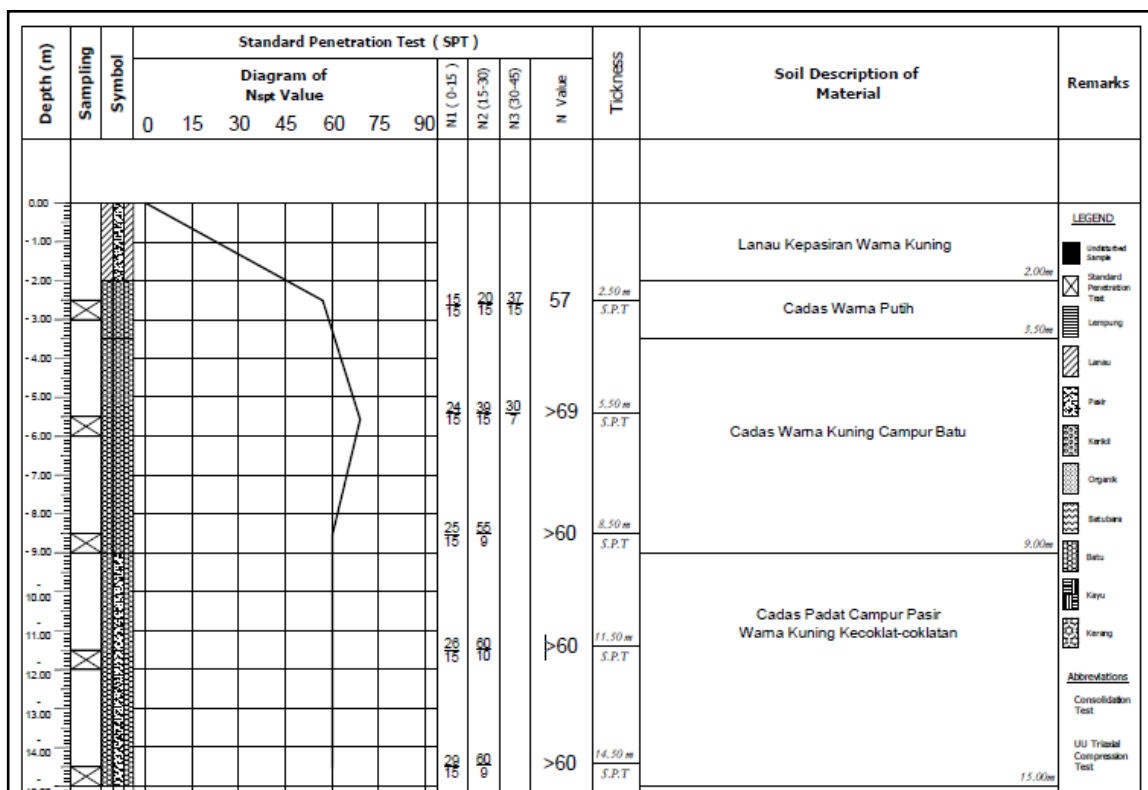 Depth (m)
Sampling
Symbol
Standard Penetration Test ( SPT )
Diagram of
Nspt Value
0 15 30 45 60 75 90
N1 ( 0-15 )
N2 (15-30)
N3 (30-45)
N Value
Tickness
Soil Description of
Material
Remarks
0.00
- 1.00
- 2.00
- 3.00
- 4.00
- 5.00
- 6.00
- 7.00
- 8.00
- 9.00
-
10.00
-
11.00
-
12.00
-
13.00
-
14.00
-
15 20 37 57 2.50 m
15 15 15 S.P.T
24 39 30 >69 5.50 m
15 15 7 S.P.T
25 55 >60 8.50 m
15 9 S.P.T
26 60 >60 11.50 m
15 10 S.P.T
29 60 >60 14.50 m
15 9 S.P.T
Lanau Kepasiran Warna Kuning
2.00m
Cadas Warna Putih
3.50m
Cadas Warna Kuning Campur Batu
9.00m
Cadas Padat Campur Pasir
Warna Kuning Kecoklat-coklatan
15.00m
LEGEND
Undisturbed
Sample
Standard
Penetration
Test
Lempung
Lanau
Pasir
Kerikil
Organik
Batubara
Batu
Kayu
Karang
Abbreviations
Consolidation
Test
UU Triaxial
Compression
Test